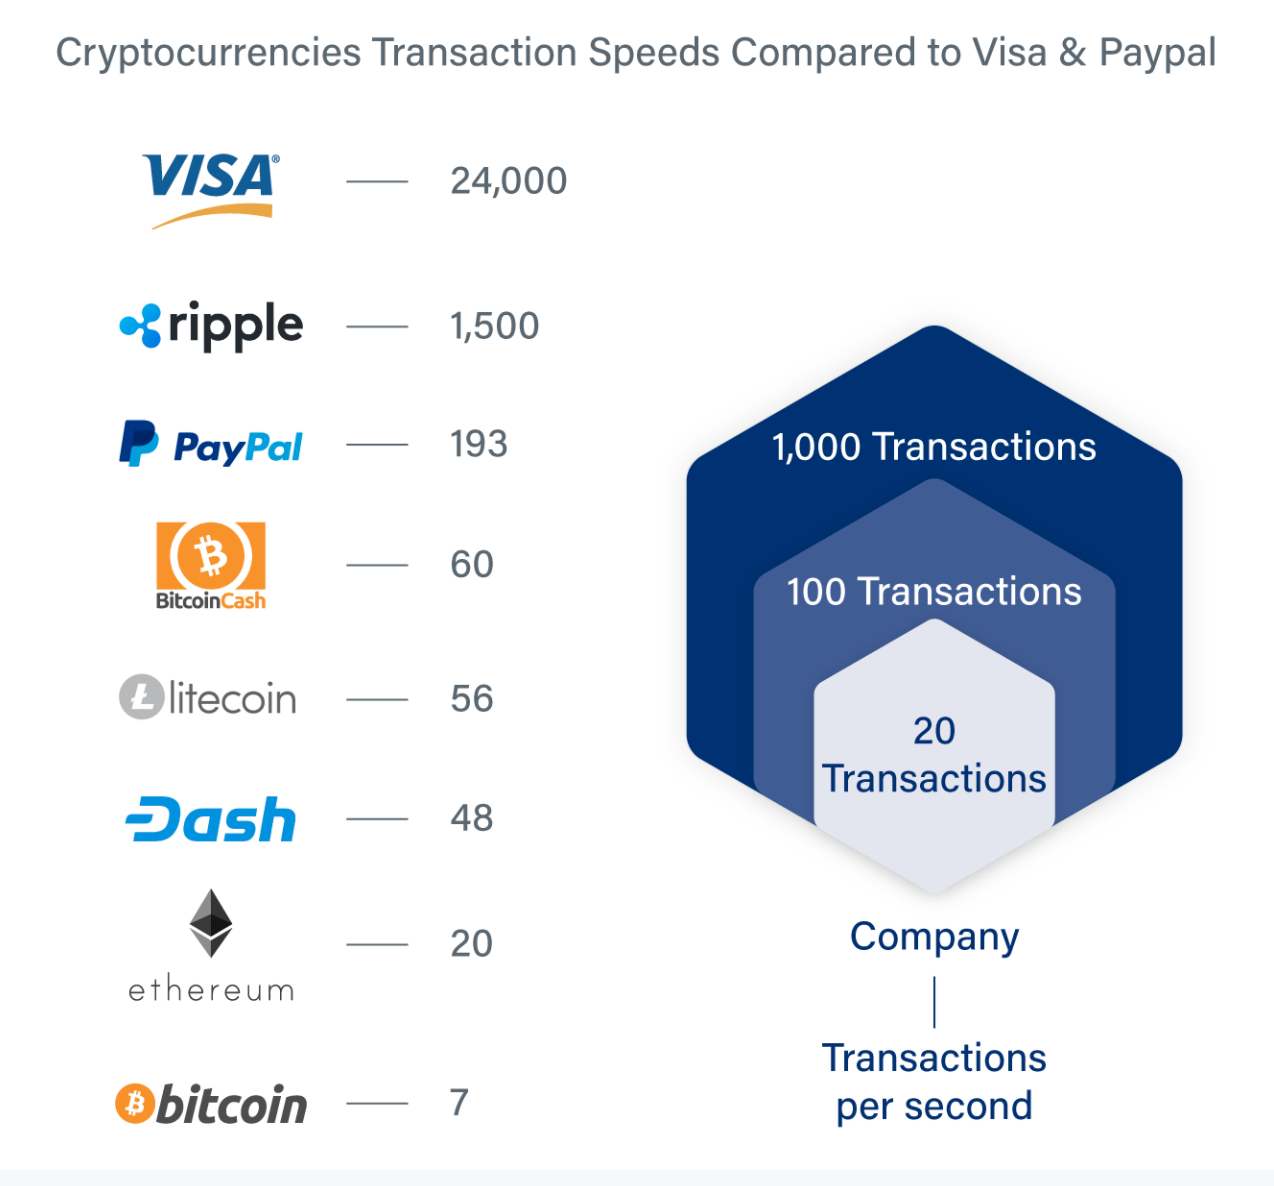 Cryptocurrencies Transaction Speeds Compared to Visa & Paypal
VISA® 24,000
ripple 1,500
PayPal 193
BitcoinCash 60
litecoin 56
Dash 48
ethereum 20
bitcoin 7
1,000 Transactions
100 Transactions
20
Transactions
Company
Transactions
per second